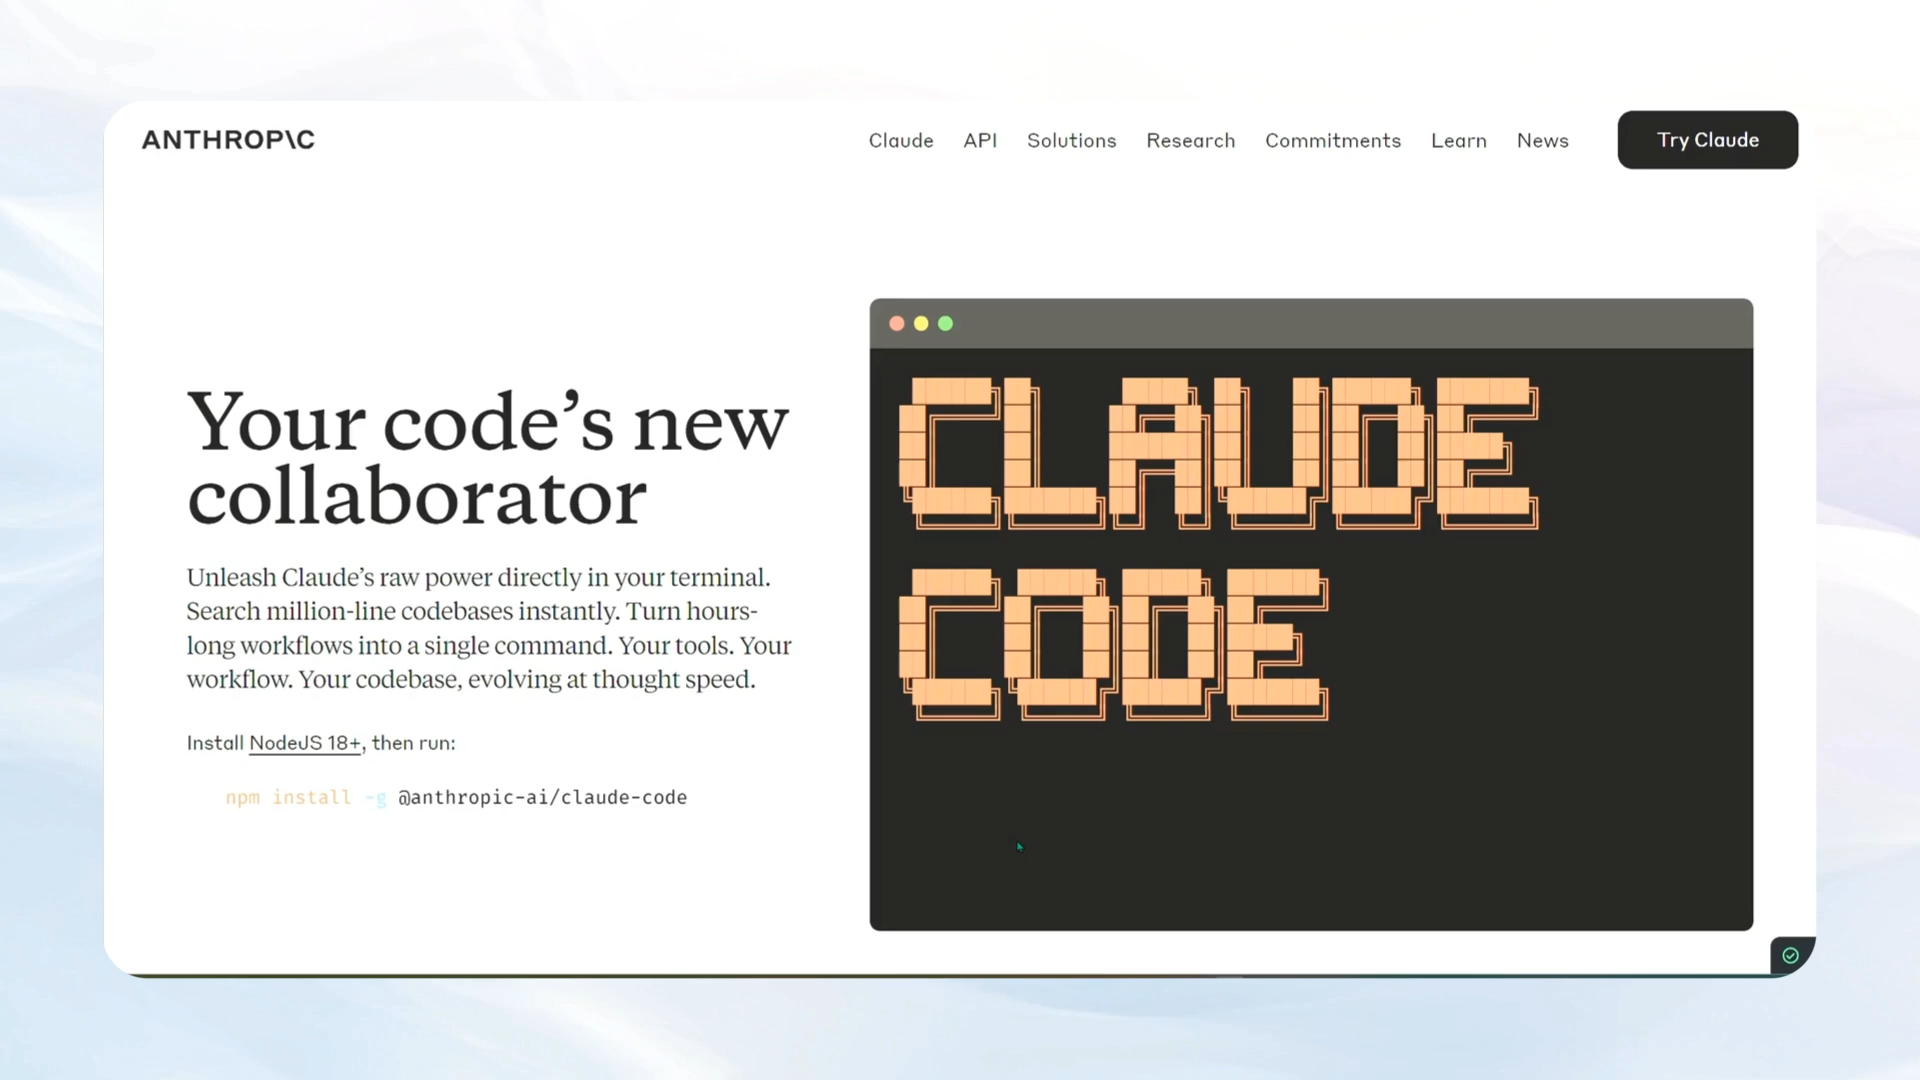 ANTHROP\C
Claude API Solutions Research Commitments Learn News Try Claude
Your code’s new
collaborator
Unleash Claude’s raw power directly in your terminal.
Search million-line codebases instantly. Turn hours-
long workflows into a single command. Your tools. Your
workflow. Your codebase, evolving at thought speed.
Install NodeJS 18+, then run:
npm install -g @anthropic-ai/claude-code
CLAUDE
CODE